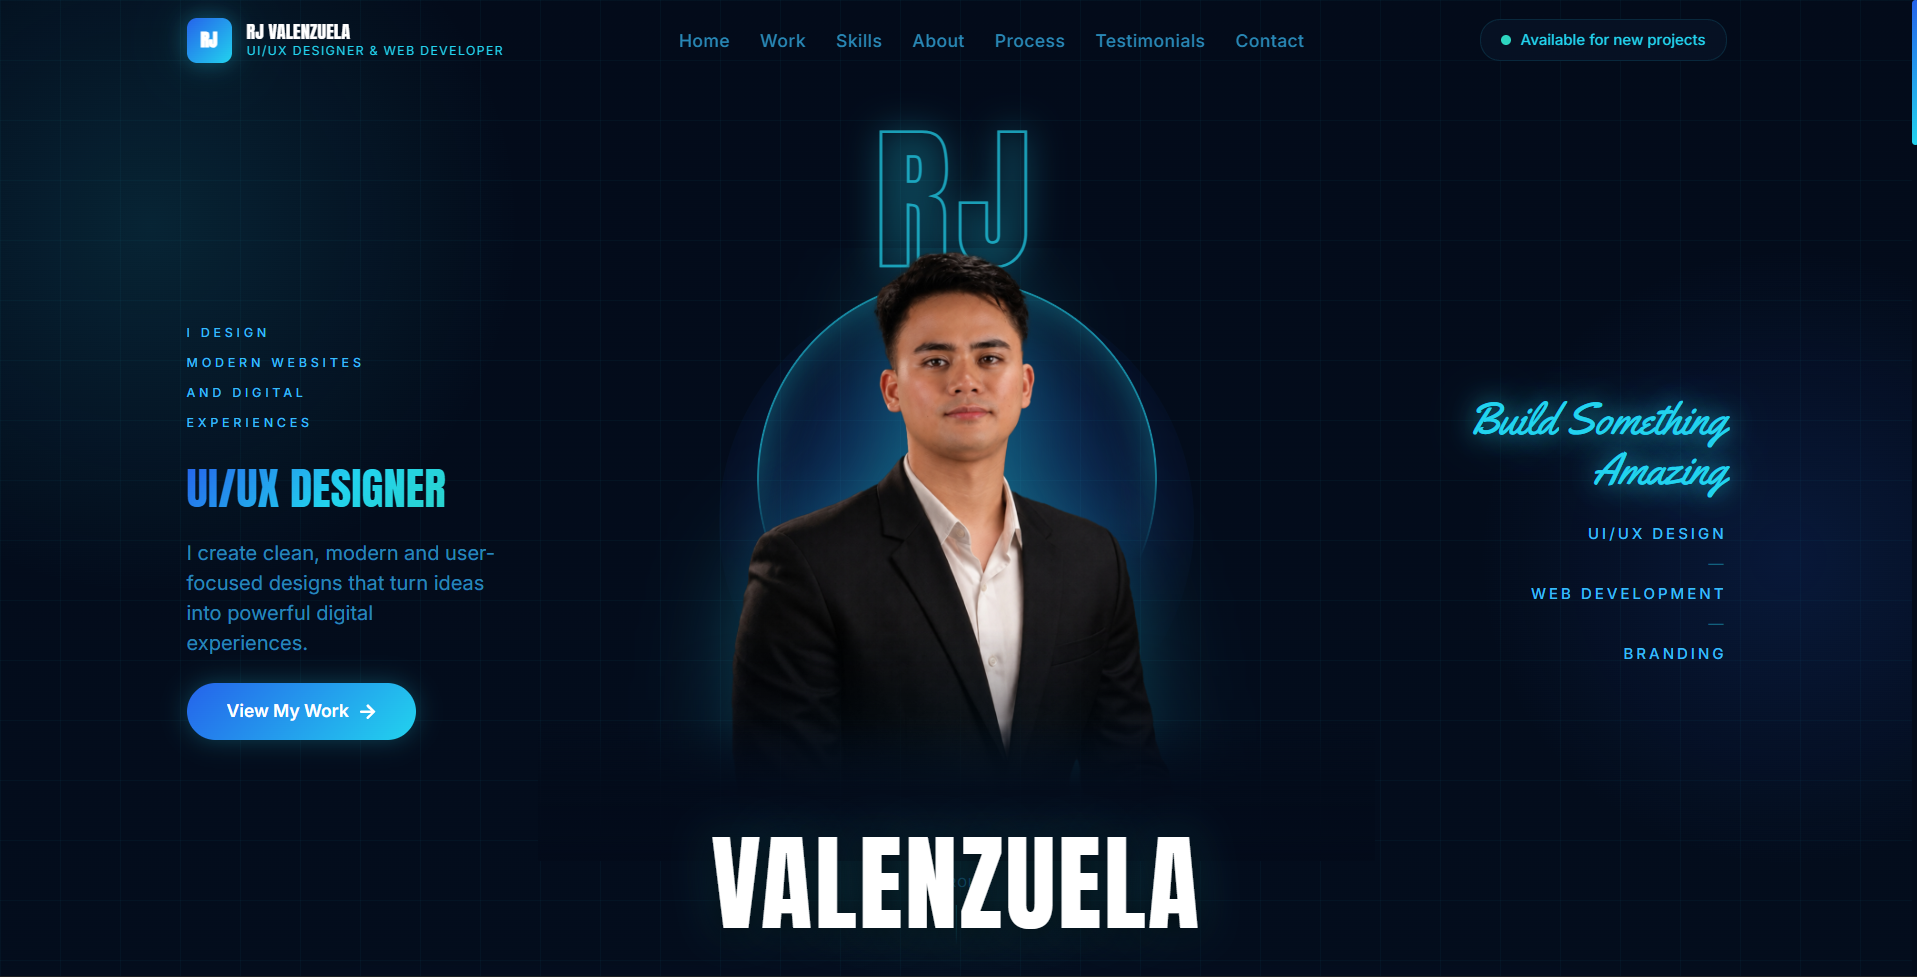 RJ
RJ VALENZUELA
UI/UX DESIGNER & WEB DEVELOPER
Home Work Skills About Process Testimonials Contact
Available for new projects
RJ
I DESIGN
MODERN WEBSITES
AND DIGITAL
EXPERIENCES
UI/UX DESIGNER
I create clean, modern and user-
focused designs that turn ideas
into powerful digital
experiences.
View My Work →
Build Something
Amazing
UI/UX DESIGN
—
WEB DEVELOPMENT
—
BRANDING
VALENZUELA